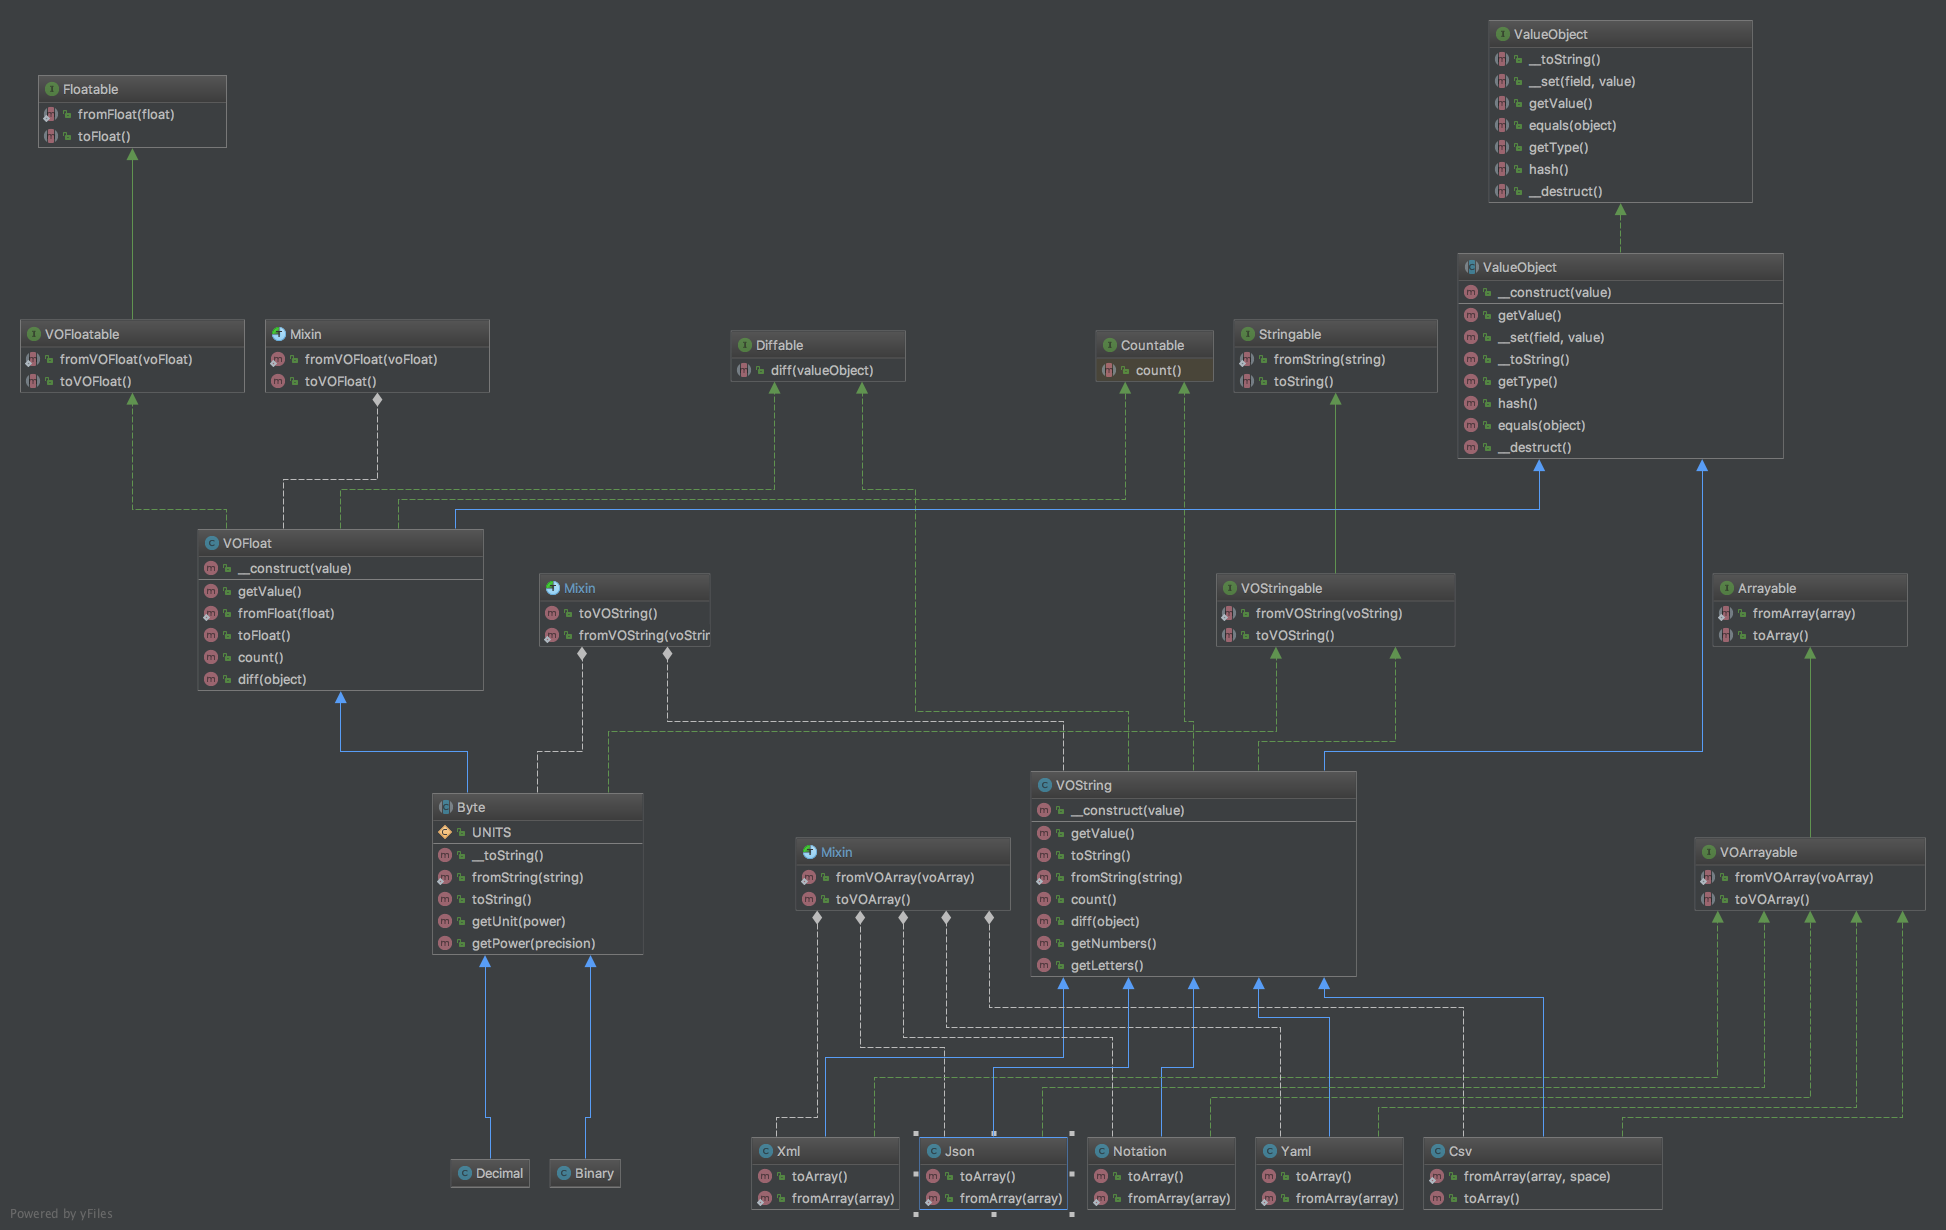 ValueObject
__toString()
__set(field, value)
getValue()
equals(object)
getType()
hash()
__destruct()
Floatable
fromFloat(float)
toFloat()
ValueObject
__construct(value)
getValue()
__set(field, value)
__toString()
getType()
hash()
equals(object)
__destruct()
VOFloatable
fromVOFloat(voFloat)
toVOFloat()
Mixin
fromVOFloat(voFloat)
toVOFloat()
Diffable
diff(valueObject)
Countable
count()
Stringable
fromString(string)
toString()
VOFloat
__construct(value)
getValue()
fromFloat(float)
toFloat()
count()
diff(object)
Mixin
toVOString()
fromVOString(voStrir
VOStringable
fromVOString(voString)
toVOString()
Arrayable
fromArray(array)
toArray()
Byte
UNITS
__toString()
fromString(string)
toString()
getUnit(power)
getPower(precision)
VOString
__construct(value)
getValue()
toString()
fromString(string)
count()
diff(object)
getNumbers()
getLetters()
Mixin
fromVOArray(voArray)
toVOArray()
VOArrayable
fromVOArray(voArray)
toVOArray()
Decimal
Binary
Xml
toArray()
fromArray(array)
Json
toArray()
fromArray(array)
Notation
toArray()
fromArray(array)
Yaml
toArray()
fromArray(array)
Csv
fromArray(array, space)
toArray()
Powered by yFiles